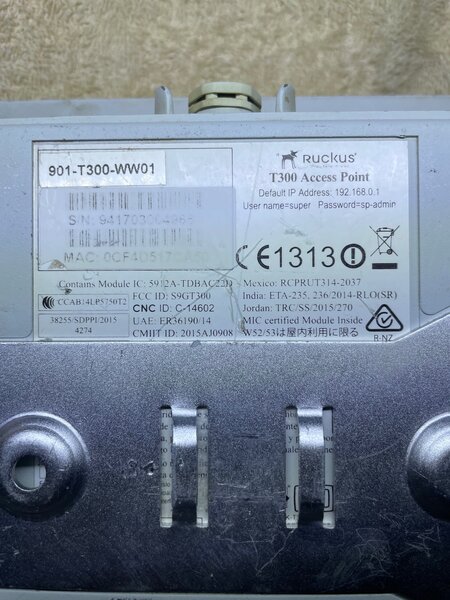 901-T300-WW01
RUCKUS
T300 Access Point
Default IP Address: 192.168.0.1
User name=super Password=sp-admin
S/N:
MAC:
CE1313
Contains Module IC: 5912A-TDBAC22D
CCAB14LP5750T2
FCC ID: S9GT300
CNC ID: C-14602
38255/SDPPI/2015
4274
UAE: ER36190/14
CMIIT ID: 2015AJ0908
Mexico: RCPRUT314-2037
India: ETA-235, 236/2014-RLO(SR)
Jordan: TRC/SS/2015/270
MIC certified Module Inside
W52/53は屋内利用に限る
R-NZ